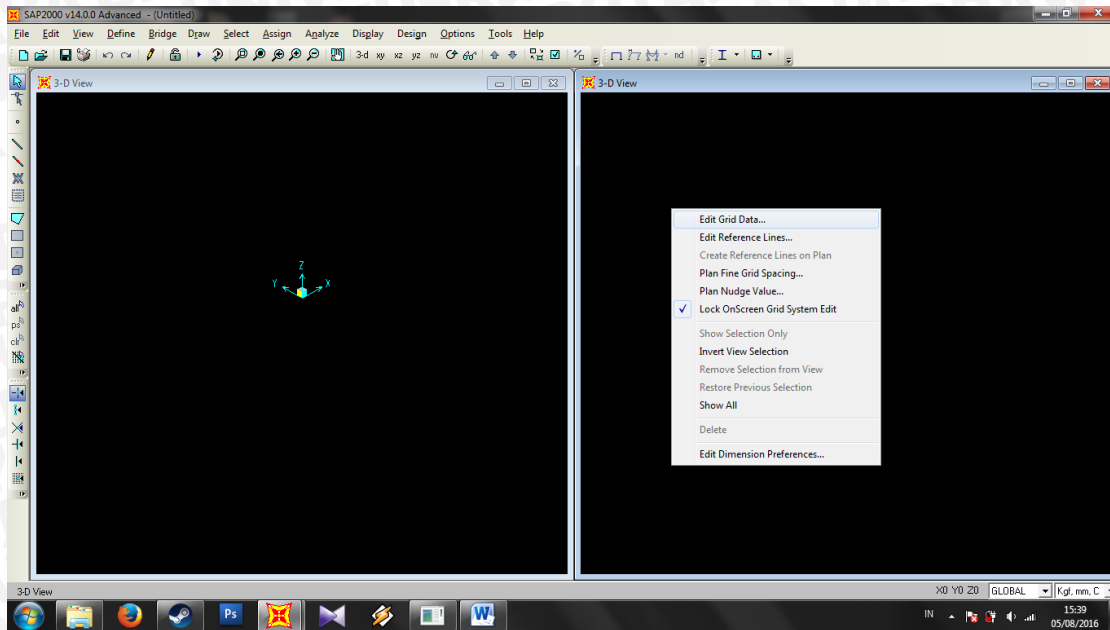 SAP2000 v14.0.0 Advanced - (Untitled)
File Edit View Define Bridge Draw Select Assign Analyze Display Design Options Tools Help
3-d xy xz yz nv nd
3-D View
3-D View
all
ps
clr
Z
Y X
Edit Grid Data...
Edit Reference Lines...
Create Reference Lines on Plan
Plan Fine Grid Spacing...
Plan Nudge Value...
Lock OnScreen Grid System Edit
Show Selection Only
Invert View Selection
Remove Selection from View
Restore Previous Selection
Show All
Delete
Edit Dimension Preferences...
3-D View X0 Y0 Z0 GLOBAL Kgf, mm, C
Ps W IN 15:39
05/08/2016